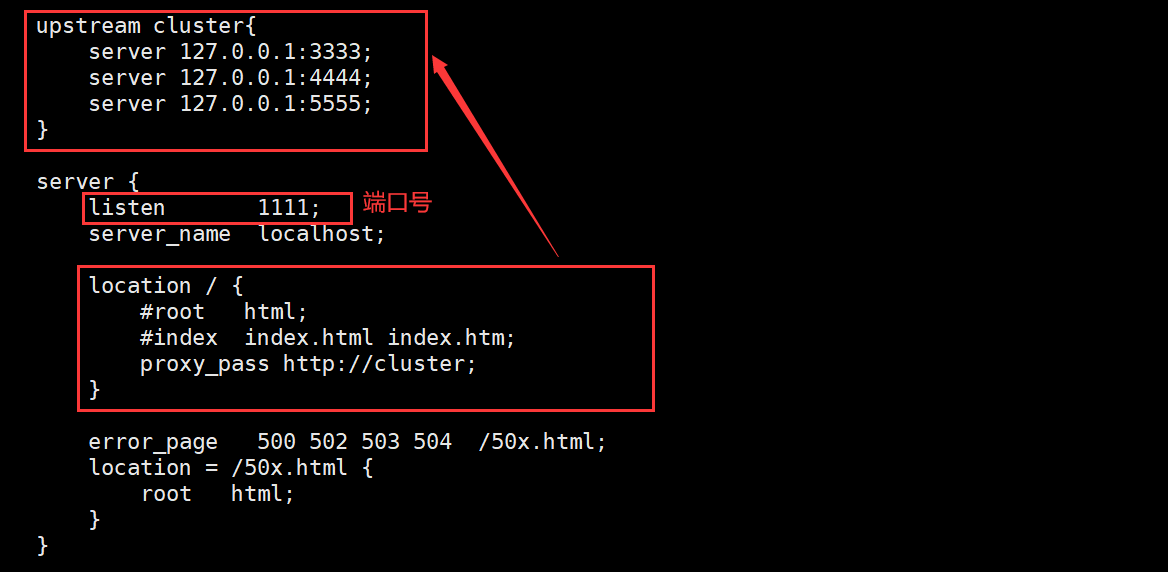 upstream cluster{
    server 127.0.0.1:3333;
    server 127.0.0.1:4444;
    server 127.0.0.1:5555;
}
server {
    listen       1111; 端口号
    server_name  localhost;
    location / {
        #root   html;
        #index  index.html index.htm;
        proxy_pass http://cluster;
    }
    error_page   500 502 503 504  /50x.html;
    location = /50x.html {
        root   html;
    }
}